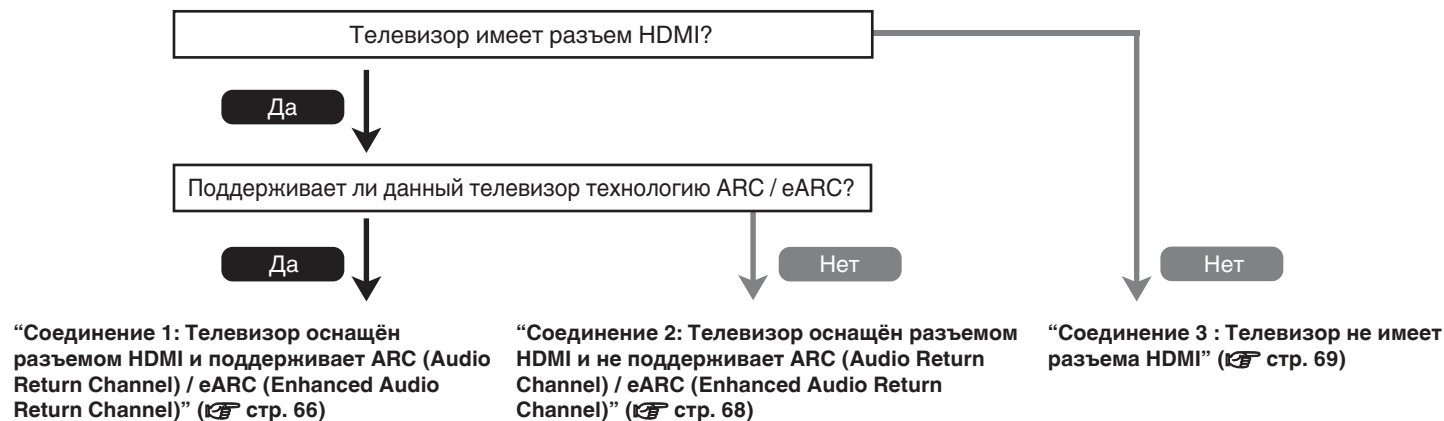 Телевизор имеет разъем HDMI?
Да
Поддерживает ли данный телевизор технологию ARC / eARC?
Да
Нет
Нет
“Соединение 1: Телевизор оснащён
разъемом HDMI и поддерживает ARC (Audio
Return Channel) / eARC (Enhanced Audio
Return Channel)” (☞ стр. 66)
“Соединение 2: Телевизор оснащён разъемом
HDMI и не поддерживает ARC (Audio Return
Channel) / eARC (Enhanced Audio Return
Channel)” (☞ стр. 68)
“Соединение 3 : Телевизор не имеет
разъема HDMI” (☞ стр. 69)